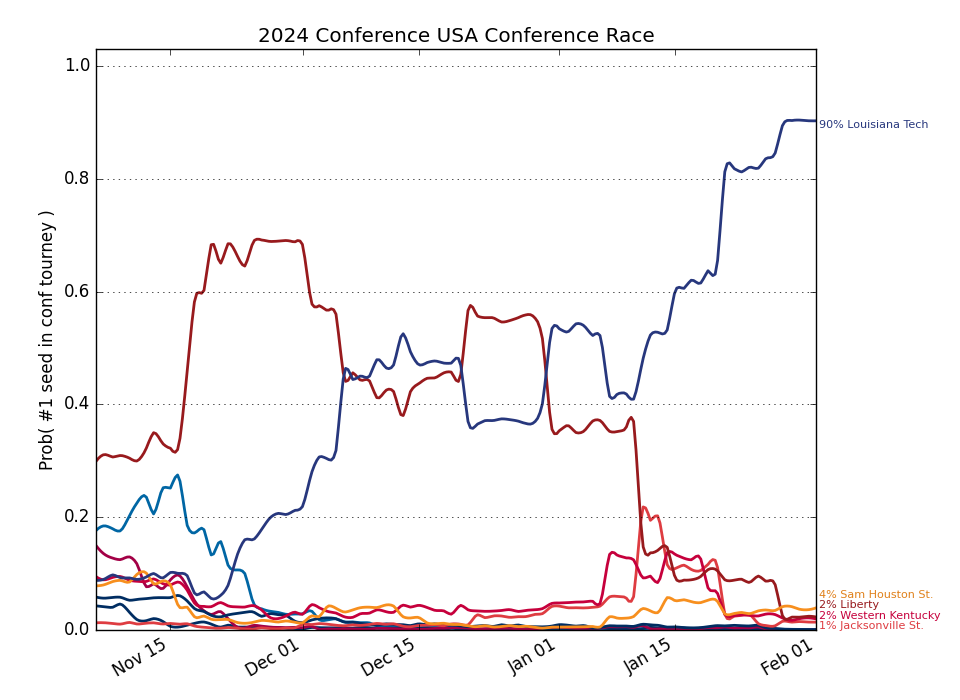 2024 Conference USA Conference Race
Prob( #1 seed in conf tourney )
1.0
0.8
0.6
0.4
0.2
0.0
Nov 15
Dec 01
Dec 15
Jan 01
Jan 15
Feb 01
90% Louisiana Tech
4% Sam Houston St.
2% Liberty
2% Western Kentucky
1% Jacksonville St.